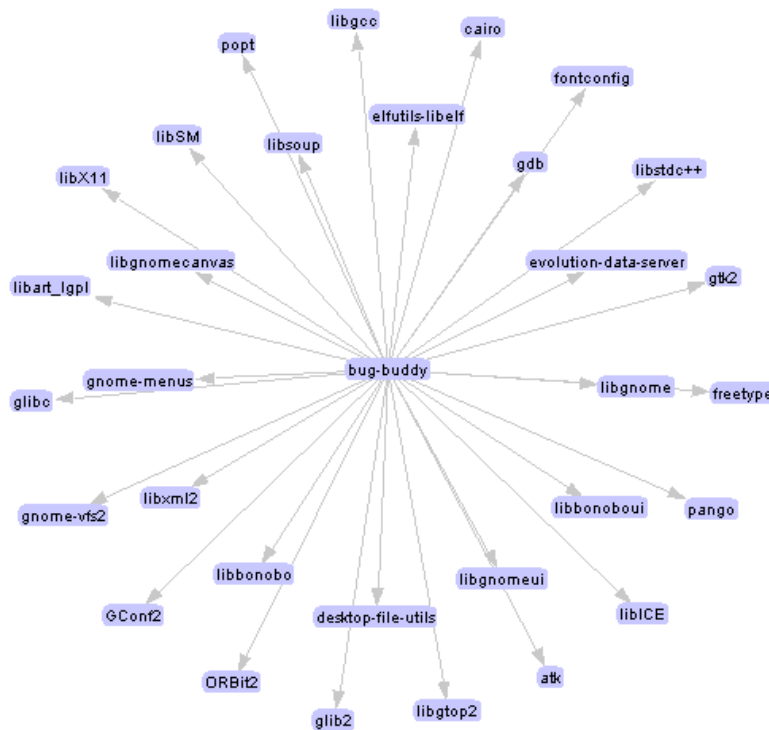 libgcc
cairo
popt
fontconfig
elfutils-libelf
libSM
libsoup
gdb
libstdc++
libX11
libgnomecanvas
evolution-data-server
gtk2
libart_lgpl
bug-buddy
gnome-menus
libgnome
freetype
glibc
libxml2
libbonoboui
pango
gnome-vfs2
libbonobo
libgnomeui
GConf2
desktop-file-utils
libICE
ORBit2
atk
glib2
libgtop2